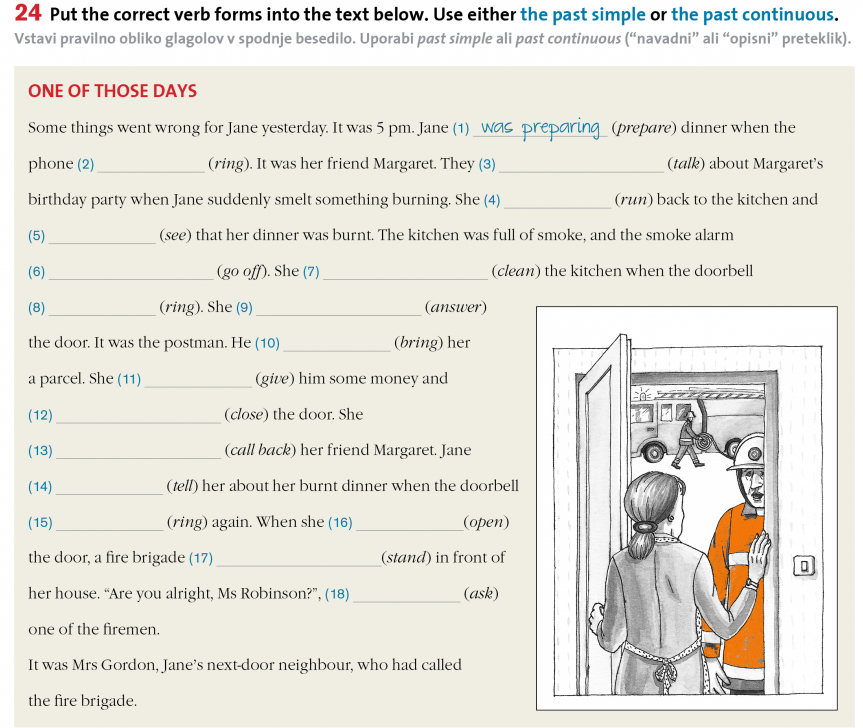 24 Put the correct verb forms into the text below. Use either the past simple or the past continuous.
Vstavi pravilno obliko glagolov v spodnje besedilo. Uporabi past simple ali past continuous (“navadni” ali “opisni” preteklik).
ONE OF THOSE DAYS
Some things went wrong for Jane yesterday. It was 5 pm. Jane (1) was preparing (prepare) dinner when the
phone (2) ____________ (ring). It was her friend Margaret. They (3) ____________ (talk) about Margaret’s
birthday party when Jane suddenly smelt something burning. She (4) ____________ (run) back to the kitchen and
(5) ____________ (see) that her dinner was burnt. The kitchen was full of smoke, and the smoke alarm
(6) ____________ (go off). She (7) ____________ (clean) the kitchen when the doorbell
(8) ____________ (ring). She (9) ____________ (answer)
the door. It was the postman. He (10) ____________ (bring) her
a parcel. She (11) ____________ (give) him some money and
(12) ____________ (close) the door. She
(13) ____________ (call back) her friend Margaret. Jane
(14) ____________ (tell) her about her burnt dinner when the doorbell
(15) ____________ (ring) again. When she (16) ____________ (open)
the door, a fire brigade (17) ____________ (stand) in front of
her house. “Are you alright, Ms Robinson?”, (18) ____________ (ask)
one of the firemen.
It was Mrs Gordon, Jane’s next-door neighbour, who had called
the fire brigade.